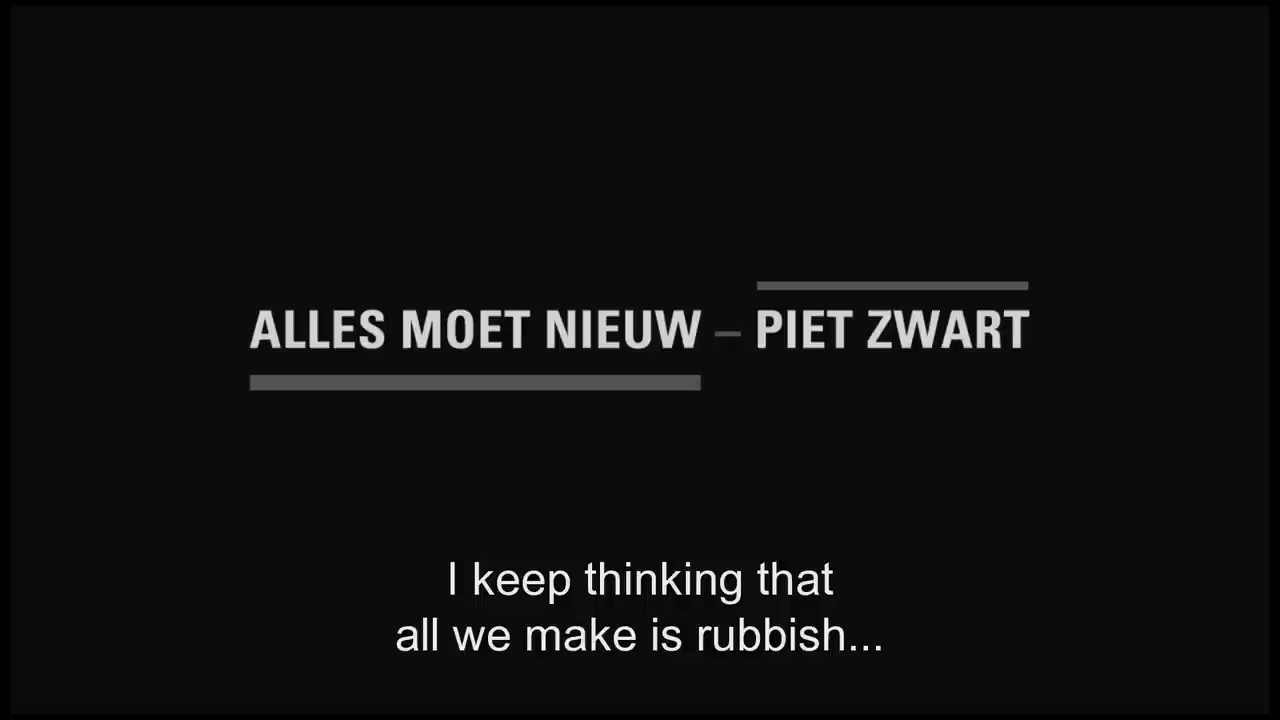 ALLES MOET NIEUW – PIET ZWART
I keep thinking that
all we make is rubbish...